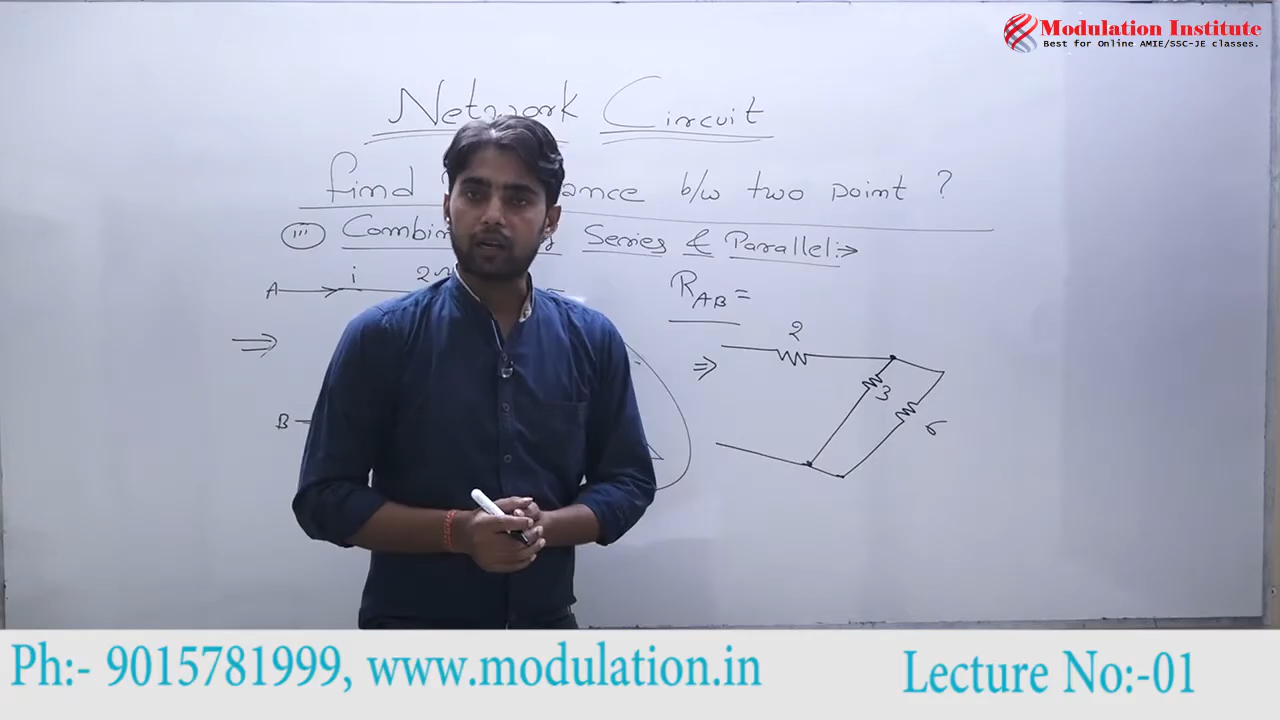 Modulation Institute
Best for Online AMIE/SSC-JE classes.
Network Circuit
find ance b/w two point ?
iii Combin Series & Parallel:→
A i 2
R AB =
2
⇒
⇒
3
6
B
Ph:- 9015781999, www.modulation.in
Lecture No:-01